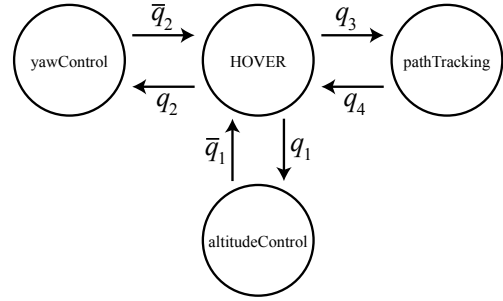 q̅₂
q₃
yawControl
HOVER
pathTracking
q₂
q₄
q̅₁
q₁
altitudeControl